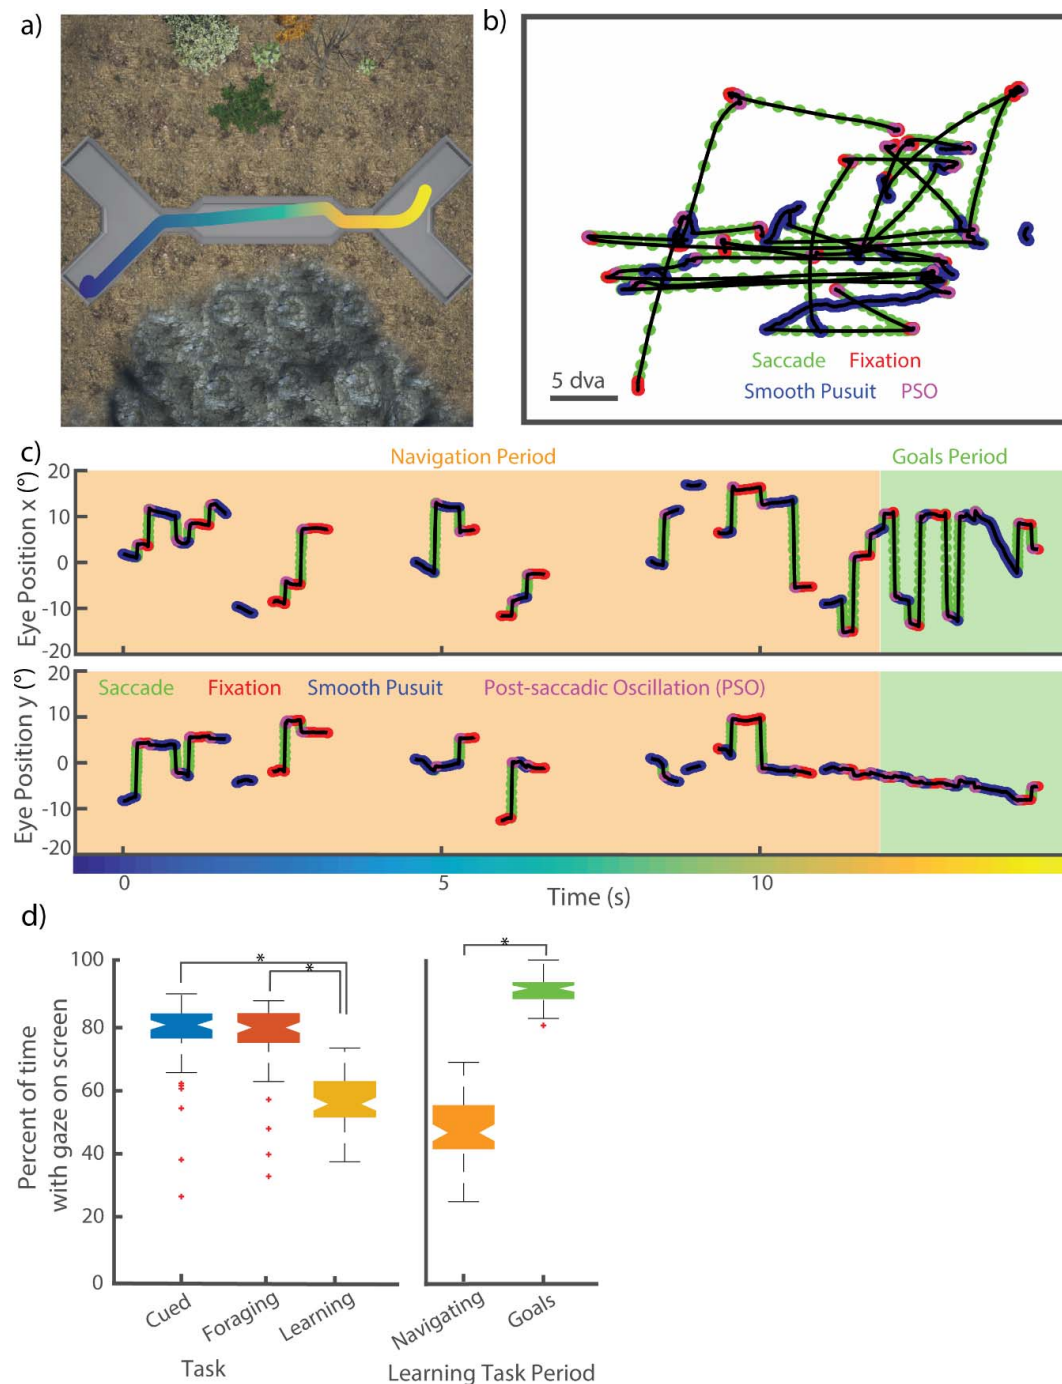 a)
b)
Saccade Fixation
5 dva
Smooth Pusuit PSO
c)
Navigation Period Goals Period
Eye Position x (°)
20
10
0
-10
-20
Eye Position y (°)
20
10
0
-10
-20
Saccade Fixation Smooth Pusuit Post-saccadic Oscillation (PSO)
0 5 10
Time (s)
d)
Percent of time
with gaze on screen
100
80
60
40
20
0
*
*
*
Cued Foraging Learning
Task
Navigating Goals
Learning Task Period